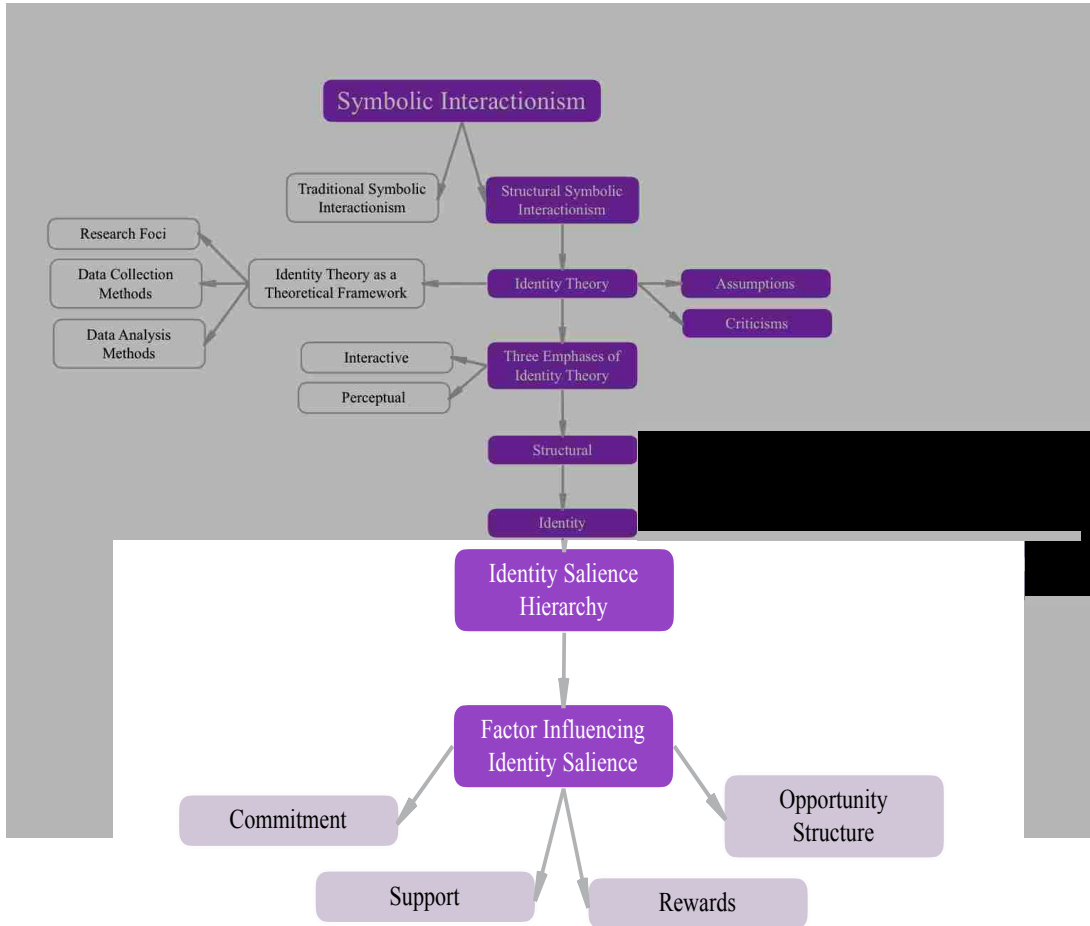 Symbolic Interactionism
Traditional Symbolic
Interactionism
Structural Symbolic
Interactionism
Research Foci
Data Collection
Methods
Data Analysis
Methods
Identity Theory as a
Theoretical Framework
Identity Theory
Assumptions
Criticisms
Interactive
Perceptual
Three Emphases of
Identity Theory
Structural
Identity
Identity Salience
Hierarchy
Factor Influencing
Identity Salience
Commitment
Opportunity
Structure
Support
Rewards